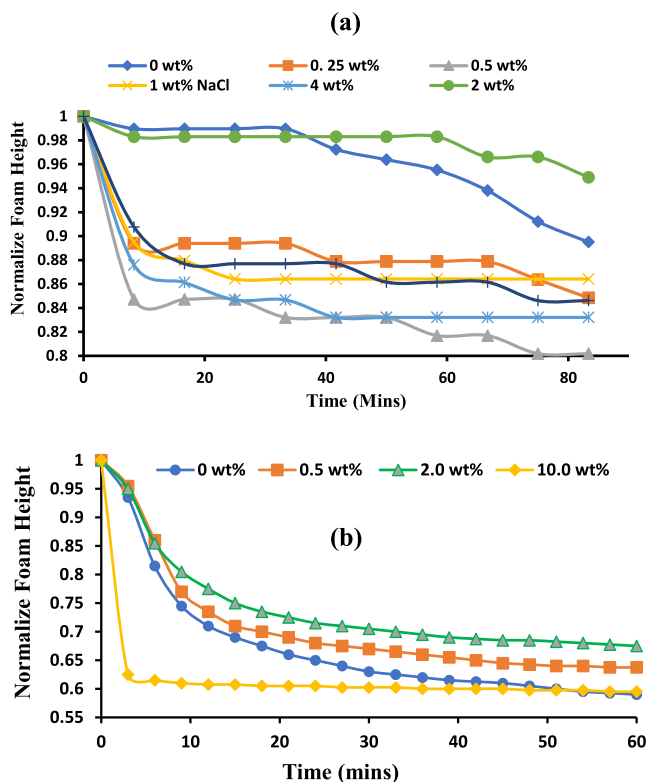 (a)
0 wt% 0. 25 wt% 0.5 wt%
1 wt% NaCl 4 wt% 2 wt%
Normalize Foam Height
1
0.98
0.96
0.94
0.92
0.9
0.88
0.86
0.84
0.82
0.8
0 20 40 60 80
Time (Mins)
(b)
0 wt% 0.5 wt% 2.0 wt% 10.0 wt%
Normalize Foam Height
1
0.95
0.9
0.85
0.8
0.75
0.7
0.65
0.6
0.55
0 10 20 30 40 50 60
Time (mins)